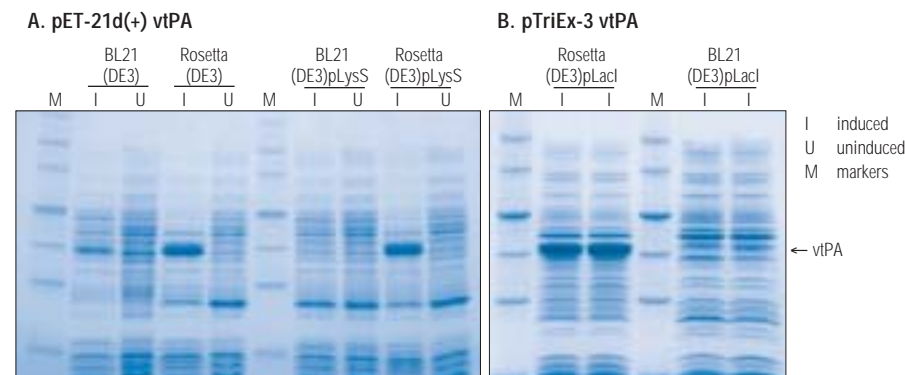 A. pET-21d(+) vtPA
BL21
(DE3)
Rosetta
(DE3)
BL21
(DE3)pLysS
Rosetta
(DE3)pLysS
M I U I U M I U I U
B. pTriEx-3 vtPA
Rosetta
(DE3)pLacI
BL21
(DE3)pLacI
M I I M I I
I induced
U uninduced
M markers
← vtPA